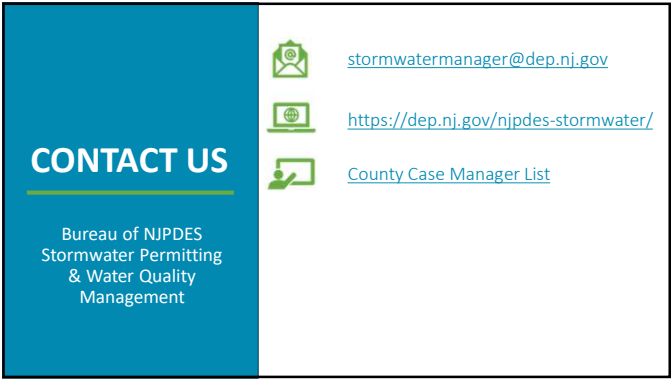 CONTACT US
Bureau of NJPDES
Stormwater Permitting
& Water Quality
Management
stormwatermanager@dep.nj.gov
https://dep.nj.gov/njpdes-stormwater/
County Case Manager List